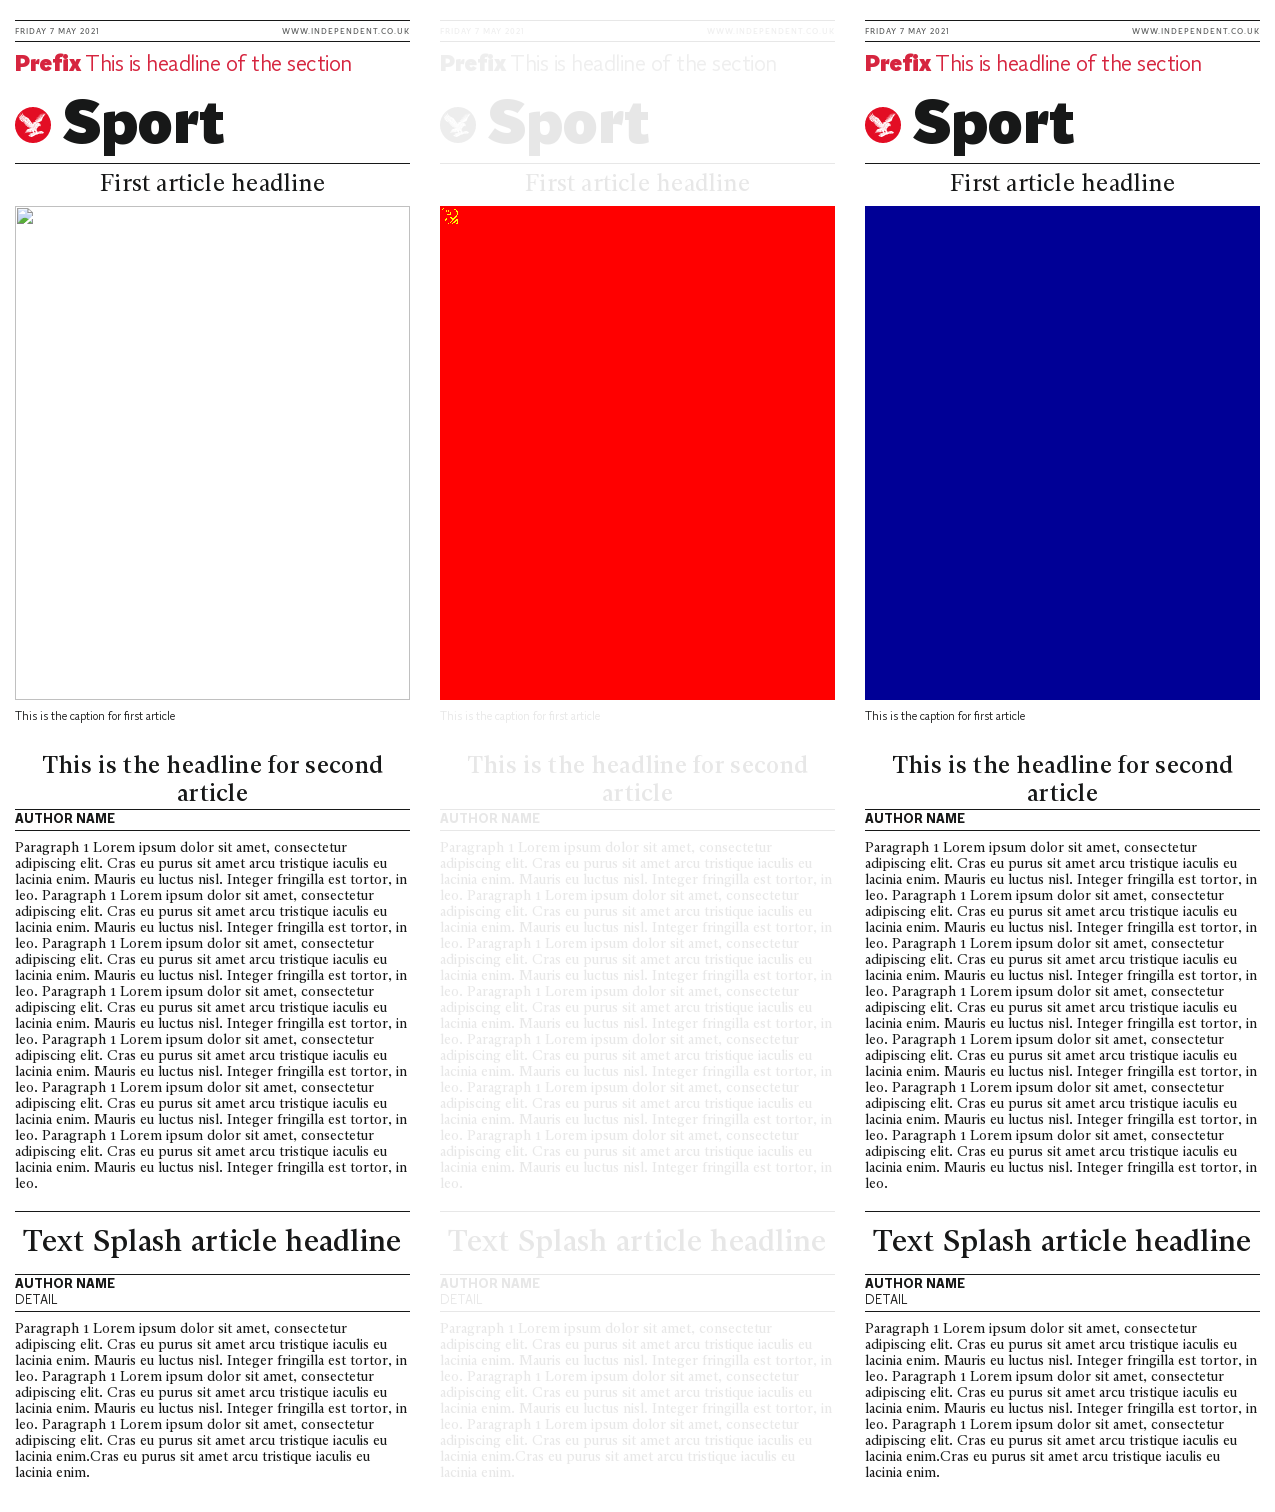 FRIDAY 7 MAY 2021 WWW.INDEPENDENT.CO.UK
Prefix This is headline of the section
Sport
First article headline
This is the caption for first article
This is the headline for second
article
AUTHOR NAME
Paragraph 1 Lorem ipsum dolor sit amet, consectetur
adipiscing elit. Cras eu purus sit amet arcu tristique iaculis eu
lacinia enim. Mauris eu luctus nisl. Integer fringilla est tortor, in
leo. Paragraph 1 Lorem ipsum dolor sit amet, consectetur
adipiscing elit. Cras eu purus sit amet arcu tristique iaculis eu
lacinia enim. Mauris eu luctus nisl. Integer fringilla est tortor, in
leo. Paragraph 1 Lorem ipsum dolor sit amet, consectetur
adipiscing elit. Cras eu purus sit amet arcu tristique iaculis eu
lacinia enim. Mauris eu luctus nisl. Integer fringilla est tortor, in
leo. Paragraph 1 Lorem ipsum dolor sit amet, consectetur
adipiscing elit. Cras eu purus sit amet arcu tristique iaculis eu
lacinia enim. Mauris eu luctus nisl. Integer fringilla est tortor, in
leo. Paragraph 1 Lorem ipsum dolor sit amet, consectetur
adipiscing elit. Cras eu purus sit amet arcu tristique iaculis eu
lacinia enim. Mauris eu luctus nisl. Integer fringilla est tortor, in
leo. Paragraph 1 Lorem ipsum dolor sit amet, consectetur
adipiscing elit. Cras eu purus sit amet arcu tristique iaculis eu
lacinia enim. Mauris eu luctus nisl. Integer fringilla est tortor, in
leo. Paragraph 1 Lorem ipsum dolor sit amet, consectetur
adipiscing elit. Cras eu purus sit amet arcu tristique iaculis eu
lacinia enim. Mauris eu luctus nisl. Integer fringilla est tortor, in
leo.
Text Splash article headline
AUTHOR NAME
DETAIL
Paragraph 1 Lorem ipsum dolor sit amet, consectetur
adipiscing elit. Cras eu purus sit amet arcu tristique iaculis eu
lacinia enim. Mauris eu luctus nisl. Integer fringilla est tortor, in
leo. Paragraph 1 Lorem ipsum dolor sit amet, consectetur
adipiscing elit. Cras eu purus sit amet arcu tristique iaculis eu
lacinia enim. Mauris eu luctus nisl. Integer fringilla est tortor, in
leo. Paragraph 1 Lorem ipsum dolor sit amet, consectetur
adipiscing elit. Cras eu purus sit amet arcu tristique iaculis eu
lacinia enim.Cras eu purus sit amet arcu tristique iaculis eu
lacinia enim.
FRIDAY 7 MAY 2021 WWW.INDEPENDENT.CO.UK
Prefix This is headline of the section
Sport
First article headline
This is the caption for first article
This is the headline for second
article
AUTHOR NAME
Paragraph 1 Lorem ipsum dolor sit amet, consectetur
adipiscing elit. Cras eu purus sit amet arcu tristique iaculis eu
lacinia enim. Mauris eu luctus nisl. Integer fringilla est tortor, in
leo. Paragraph 1 Lorem ipsum dolor sit amet, consectetur
adipiscing elit. Cras eu purus sit amet arcu tristique iaculis eu
lacinia enim. Mauris eu luctus nisl. Integer fringilla est tortor, in
leo. Paragraph 1 Lorem ipsum dolor sit amet, consectetur
adipiscing elit. Cras eu purus sit amet arcu tristique iaculis eu
lacinia enim. Mauris eu luctus nisl. Integer fringilla est tortor, in
leo. Paragraph 1 Lorem ipsum dolor sit amet, consectetur
adipiscing elit. Cras eu purus sit amet arcu tristique iaculis eu
lacinia enim. Mauris eu luctus nisl. Integer fringilla est tortor, in
leo. Paragraph 1 Lorem ipsum dolor sit amet, consectetur
adipiscing elit. Cras eu purus sit amet arcu tristique iaculis eu
lacinia enim. Mauris eu luctus nisl. Integer fringilla est tortor, in
leo. Paragraph 1 Lorem ipsum dolor sit amet, consectetur
adipiscing elit. Cras eu purus sit amet arcu tristique iaculis eu
lacinia enim. Mauris eu luctus nisl. Integer fringilla est tortor, in
leo. Paragraph 1 Lorem ipsum dolor sit amet, consectetur
adipiscing elit. Cras eu purus sit amet arcu tristique iaculis eu
lacinia enim. Mauris eu luctus nisl. Integer fringilla est tortor, in
leo.
Text Splash article headline
AUTHOR NAME
DETAIL
Paragraph 1 Lorem ipsum dolor sit amet, consectetur
adipiscing elit. Cras eu purus sit amet arcu tristique iaculis eu
lacinia enim. Mauris eu luctus nisl. Integer fringilla est tortor, in
leo. Paragraph 1 Lorem ipsum dolor sit amet, consectetur
adipiscing elit. Cras eu purus sit amet arcu tristique iaculis eu
lacinia enim. Mauris eu luctus nisl. Integer fringilla est tortor, in
leo. Paragraph 1 Lorem ipsum dolor sit amet, consectetur
adipiscing elit. Cras eu purus sit amet arcu tristique iaculis eu
lacinia enim.Cras eu purus sit amet arcu tristique iaculis eu
lacinia enim.
FRIDAY 7 MAY 2021 WWW.INDEPENDENT.CO.UK
Prefix This is headline of the section
Sport
First article headline
This is the caption for first article
This is the headline for second
article
AUTHOR NAME
Paragraph 1 Lorem ipsum dolor sit amet, consectetur
adipiscing elit. Cras eu purus sit amet arcu tristique iaculis eu
lacinia enim. Mauris eu luctus nisl. Integer fringilla est tortor, in
leo. Paragraph 1 Lorem ipsum dolor sit amet, consectetur
adipiscing elit. Cras eu purus sit amet arcu tristique iaculis eu
lacinia enim. Mauris eu luctus nisl. Integer fringilla est tortor, in
leo. Paragraph 1 Lorem ipsum dolor sit amet, consectetur
adipiscing elit. Cras eu purus sit amet arcu tristique iaculis eu
lacinia enim. Mauris eu luctus nisl. Integer fringilla est tortor, in
leo. Paragraph 1 Lorem ipsum dolor sit amet, consectetur
adipiscing elit. Cras eu purus sit amet arcu tristique iaculis eu
lacinia enim. Mauris eu luctus nisl. Integer fringilla est tortor, in
leo. Paragraph 1 Lorem ipsum dolor sit amet, consectetur
adipiscing elit. Cras eu purus sit amet arcu tristique iaculis eu
lacinia enim. Mauris eu luctus nisl. Integer fringilla est tortor, in
leo. Paragraph 1 Lorem ipsum dolor sit amet, consectetur
adipiscing elit. Cras eu purus sit amet arcu tristique iaculis eu
lacinia enim. Mauris eu luctus nisl. Integer fringilla est tortor, in
leo. Paragraph 1 Lorem ipsum dolor sit amet, consectetur
adipiscing elit. Cras eu purus sit amet arcu tristique iaculis eu
lacinia enim. Mauris eu luctus nisl. Integer fringilla est tortor, in
leo.
Text Splash article headline
AUTHOR NAME
DETAIL
Paragraph 1 Lorem ipsum dolor sit amet, consectetur
adipiscing elit. Cras eu purus sit amet arcu tristique iaculis eu
lacinia enim. Mauris eu luctus nisl. Integer fringilla est tortor, in
leo. Paragraph 1 Lorem ipsum dolor sit amet, consectetur
adipiscing elit. Cras eu purus sit amet arcu tristique iaculis eu
lacinia enim. Mauris eu luctus nisl. Integer fringilla est tortor, in
leo. Paragraph 1 Lorem ipsum dolor sit amet, consectetur
adipiscing elit. Cras eu purus sit amet arcu tristique iaculis eu
lacinia enim.Cras eu purus sit amet arcu tristique iaculis eu
lacinia enim.